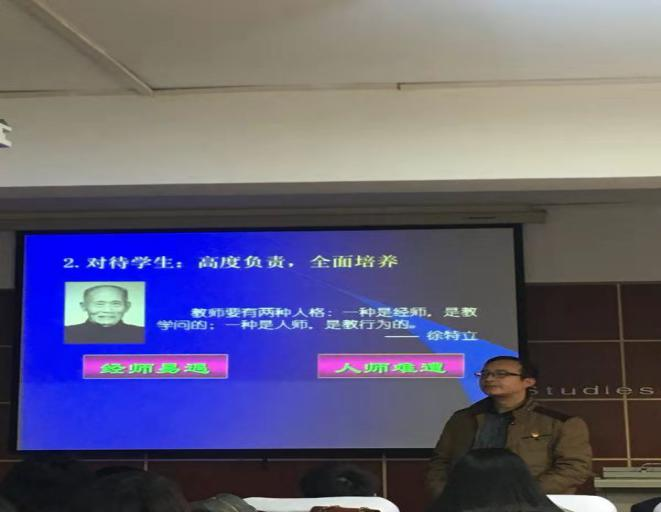 2. 对待学生：高度负责，全面培养
教师要有两种人格：一种是经师，是教
学问的；一种是人师，是教行为的。
—— 徐特立
经师易遇
人师难遭
studies